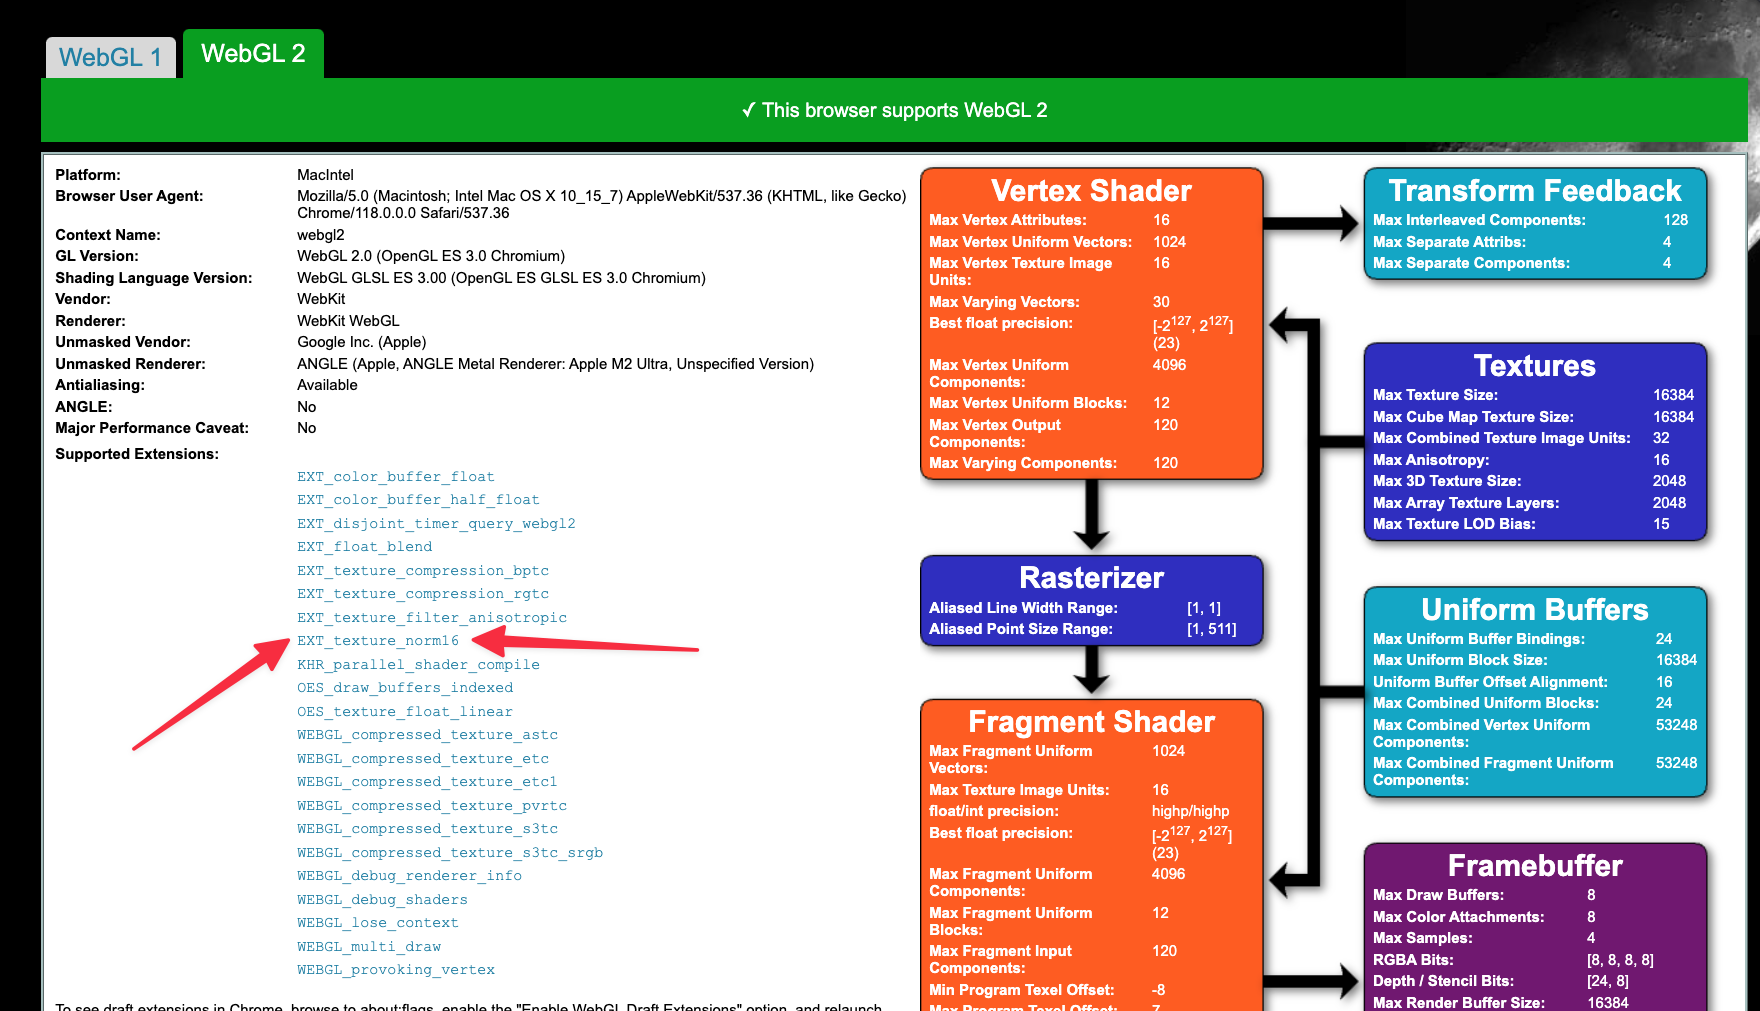 WebGL 1
WebGL 2
✓ This browser supports WebGL 2
Platform: MacIntel
Browser User Agent: Mozilla/5.0 (Macintosh; Intel Mac OS X 10_15_7) AppleWebKit/537.36 (KHTML, like Gecko)
Chrome/118.0.0.0 Safari/537.36
Context Name: webgl2
GL Version: WebGL 2.0 (OpenGL ES 3.0 Chromium)
Shading Language Version: WebGL GLSL ES 3.00 (OpenGL ES GLSL ES 3.0 Chromium)
Vendor: WebKit
Renderer: WebKit WebGL
Unmasked Vendor: Google Inc. (Apple)
Unmasked Renderer: ANGLE (Apple, ANGLE Metal Renderer: Apple M2 Ultra, Unspecified Version)
Antialiasing: Available
ANGLE: No
Major Performance Caveat: No
Supported Extensions:
EXT_color_buffer_float
EXT_color_buffer_half_float
EXT_disjoint_timer_query_webgl2
EXT_float_blend
EXT_texture_compression_bptc
EXT_texture_compression_rgtc
EXT_texture_filter_anisotropic
EXT_texture_norm16
KHR_parallel_shader_compile
OES_draw_buffers_indexed
OES_texture_float_linear
WEBGL_compressed_texture_astc
WEBGL_compressed_texture_etc
WEBGL_compressed_texture_etc1
WEBGL_compressed_texture_pvrtc
WEBGL_compressed_texture_s3tc
WEBGL_compressed_texture_s3tc_srgb
WEBGL_debug_renderer_info
WEBGL_debug_shaders
WEBGL_lose_context
WEBGL_multi_draw
WEBGL_provoking_vertex
To see draft extensions in Chrome, browse to about:flags, enable the "Enable WebGL Draft Extensions" option, and relaunch
Vertex Shader
Max Vertex Attributes: 16
Max Vertex Uniform Vectors: 1024
Max Vertex Texture Image 16
Units:
Max Varying Vectors: 30
Best float precision: [-2^127, 2^127]
(23)
Max Vertex Uniform 4096
Components:
Max Vertex Uniform Blocks: 12
Max Vertex Output 120
Components:
Max Varying Components: 120
Rasterizer
Aliased Line Width Range: [1, 1]
Aliased Point Size Range: [1, 511]
Fragment Shader
Max Fragment Uniform 1024
Vectors:
Max Texture Image Units: 16
float/int precision: highp/highp
Best float precision: [-2^127, 2^127]
(23)
Max Fragment Uniform 4096
Components:
Max Fragment Uniform 12
Blocks:
Max Fragment Input 120
Components:
Min Program Texel Offset: -8
Max Program Texel Offset: 7
Transform Feedback
Max Interleaved Components: 128
Max Separate Attribs: 4
Max Separate Components: 4
Textures
Max Texture Size: 16384
Max Cube Map Texture Size: 16384
Max Combined Texture Image Units: 32
Max Anisotropy: 16
Max 3D Texture Size: 2048
Max Array Texture Layers: 2048
Max Texture LOD Bias: 15
Uniform Buffers
Max Uniform Buffer Bindings: 24
Max Uniform Block Size: 16384
Uniform Buffer Offset Alignment: 16
Max Combined Uniform Blocks: 24
Max Combined Vertex Uniform 53248
Components:
Max Combined Fragment Uniform 53248
Components:
Framebuffer
Max Draw Buffers: 8
Max Color Attachments: 8
Max Samples: 4
RGBA Bits: [8, 8, 8, 8]
Depth / Stencil Bits: [24, 8]
Max Render Buffer Size: 16384